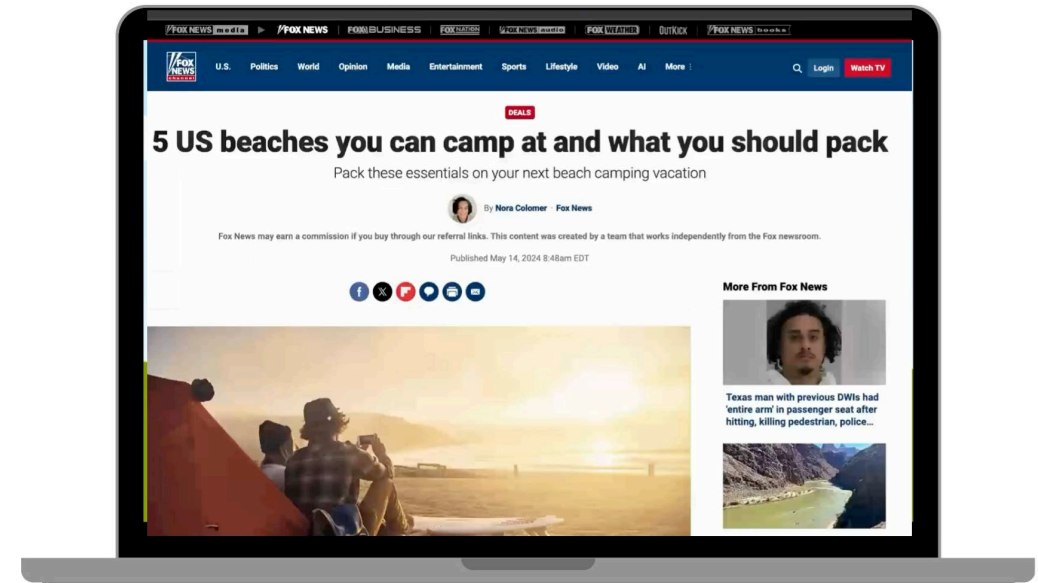 FOX NEWS media
FOX NEWS
FOX BUSINESS
FOX NATION
FOX NEWS audio
FOX WEATHER
OUTKICK
FOX NEWS books
FOX
NEWS
channel
U.S.
Politics
World
Opinion
Media
Entertainment
Sports
Lifestyle
Video
AI
More
Login
Watch TV
DEALS
5 US beaches you can camp at and what you should pack
Pack these essentials on your next beach camping vacation
By Nora Colomer · Fox News
Fox News may earn a commission if you buy through our referral links. This content was created by a team that works independently from the Fox newsroom.
Published May 14, 2024 8:48am EDT
More From Fox News
Texas man with previous DWIs had
'entire arm' in passenger seat after
hitting, killing pedestrian, police...